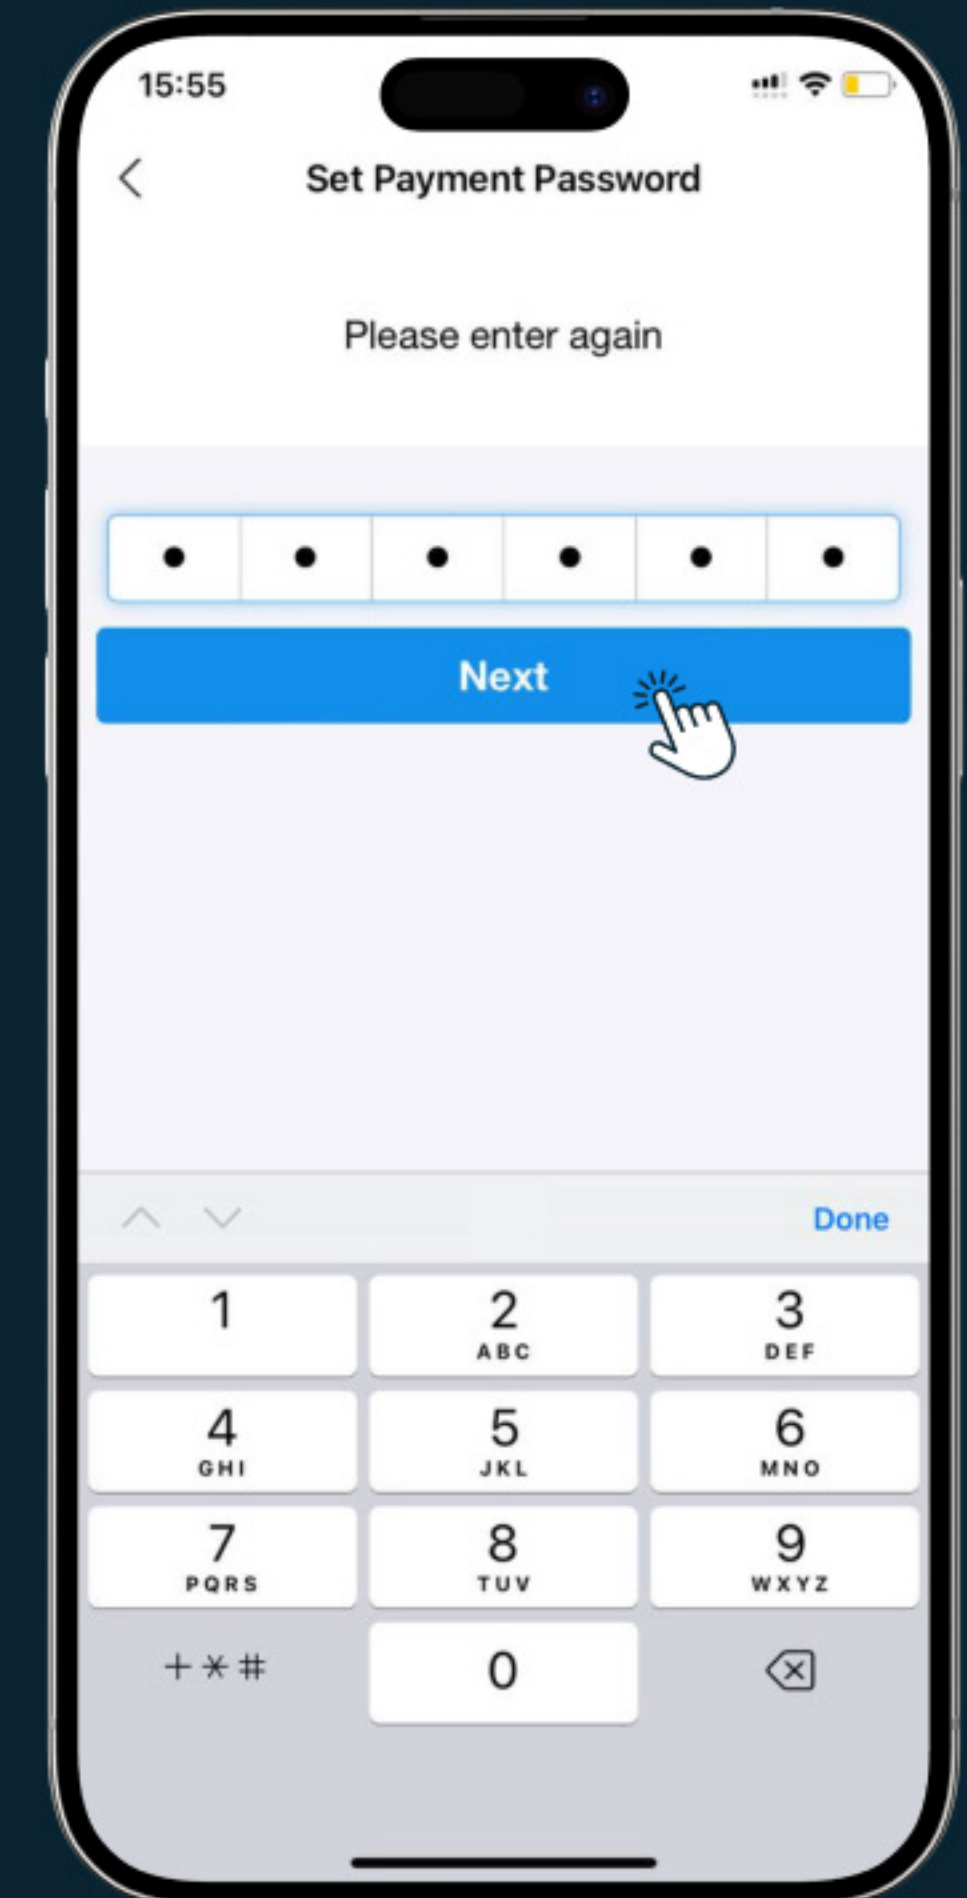 15:55
Set Payment Password
Please enter again
Next
Done
1
2
ABC
3
DEF
4
GHI
5
JKL
6
MNO
7
PQRS
8
TUV
9
WXYZ
+*#
0